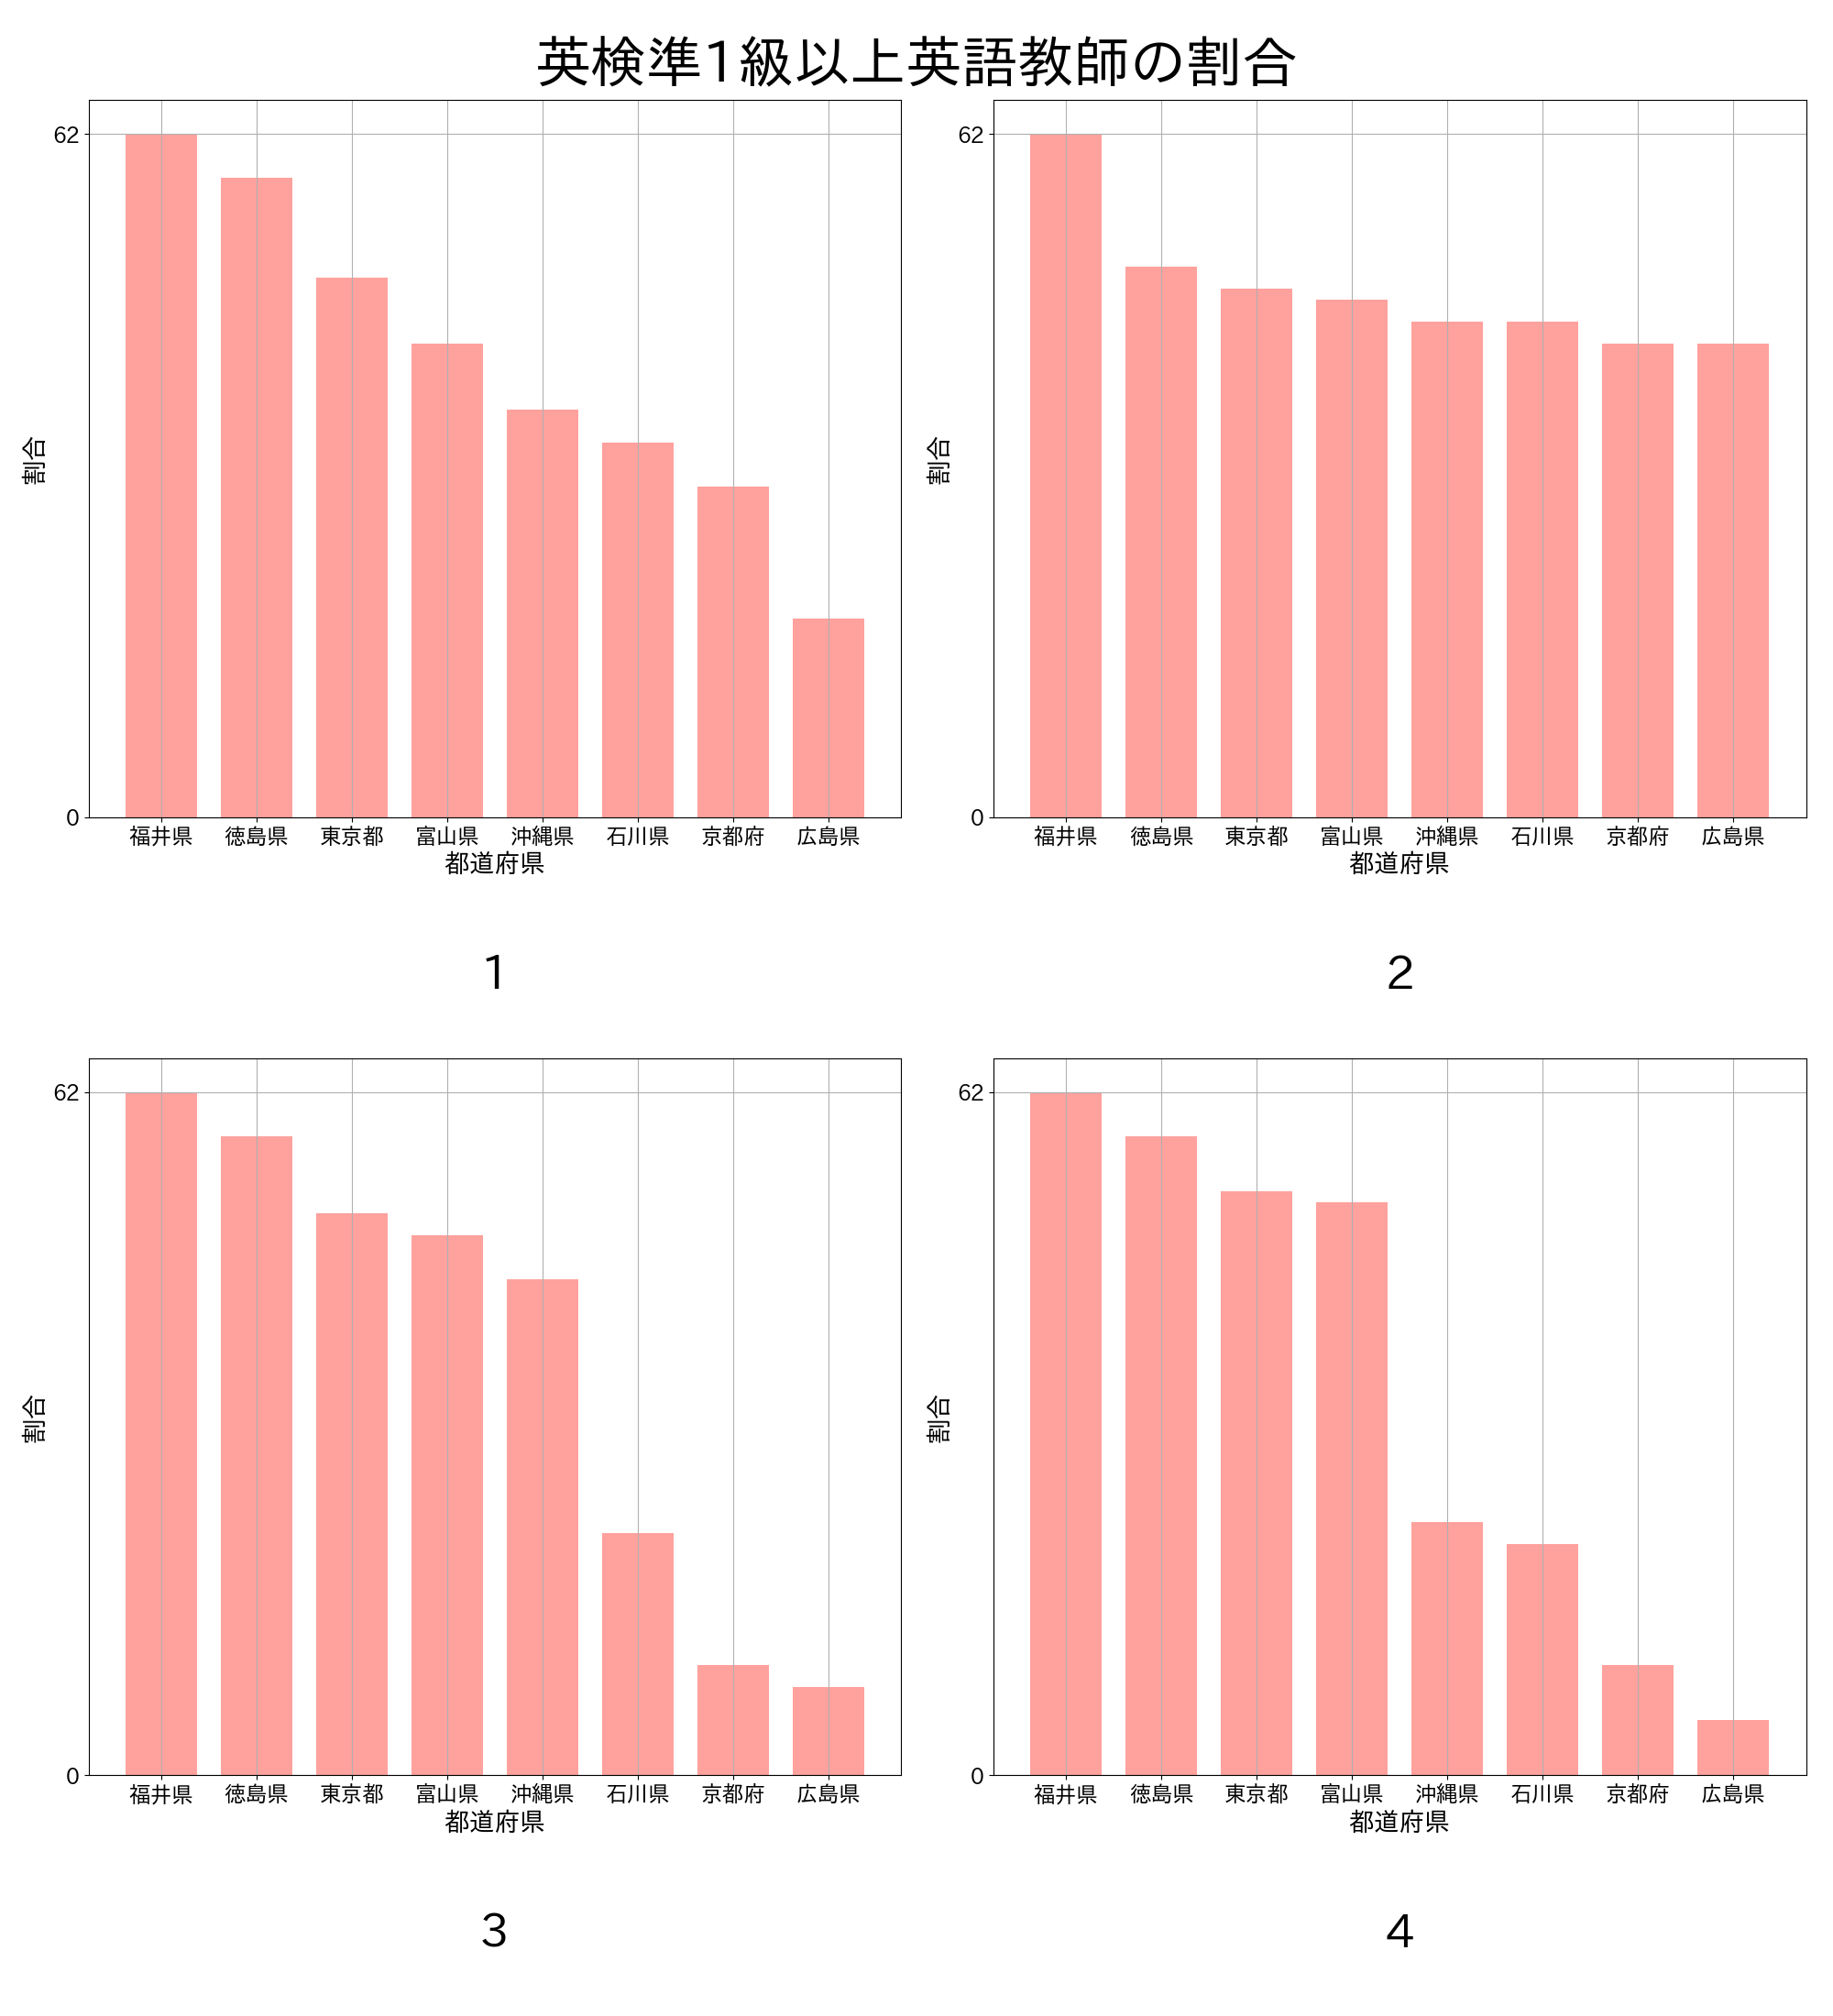 英検準1級以上英語教師の割合
62
0
割合
福井県 徳島県 東京都 富山県 沖縄県 石川県 京都府 広島県
都道府県
1
62
0
割合
福井県 徳島県 東京都 富山県 沖縄県 石川県 京都府 広島県
都道府県
2
62
0
割合
福井県 徳島県 東京都 富山県 沖縄県 石川県 京都府 広島県
都道府県
3
62
0
割合
福井県 徳島県 東京都 富山県 沖縄県 石川県 京都府 広島県
都道府県
4